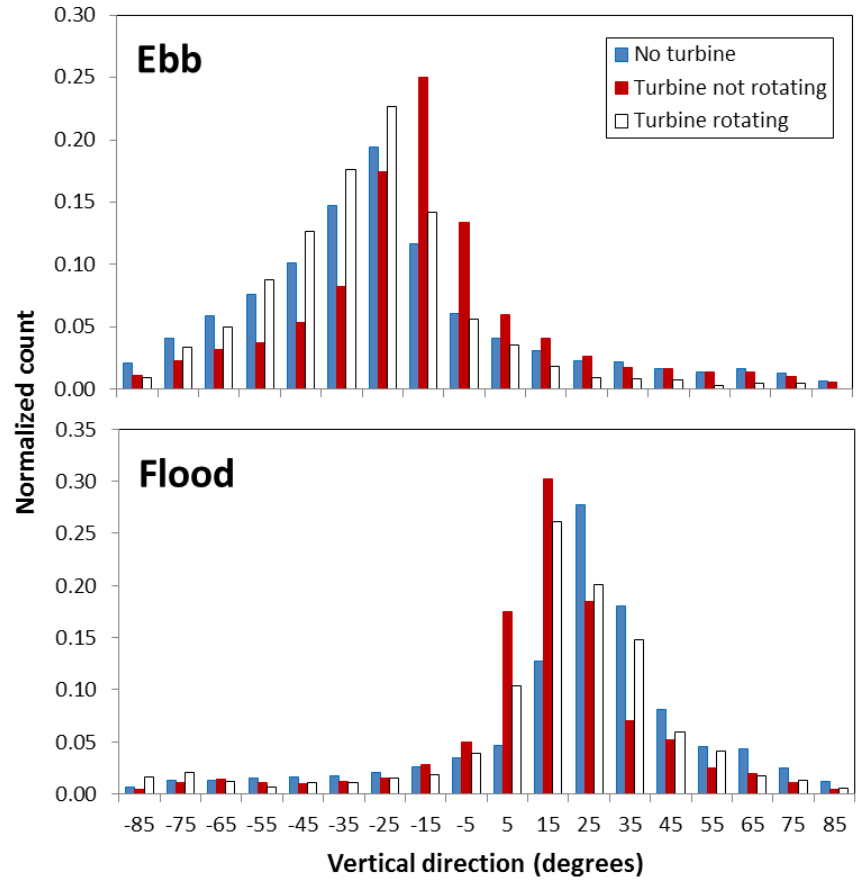 0.30
Ebb
No turbine
0.25
Turbine not rotating
Turbine rotating
0.20
0.15
0.10
0.05
0.00
Normalized count
0.35
Flood
0.30
0.25
0.20
0.15
0.10
0.05
0.00
-85 -75 -65 -55 -45 -35 -25 -15 -5 5 15 25 35 45 55 65 75 85
Vertical direction (degrees)